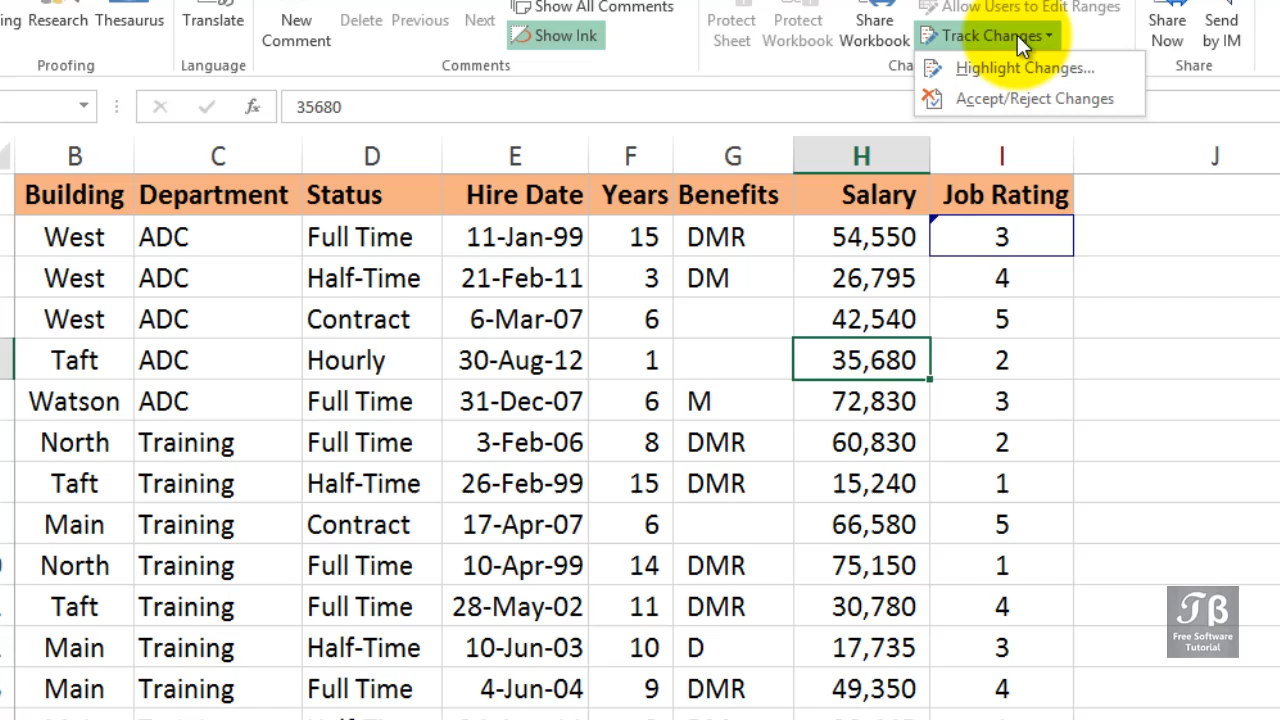 Show All Comments
Allow Users to Edit Ranges
ing Research Thesaurus
Translate
New Comment
Delete
Previous
Next
Show Ink
Protect Sheet
Protect Workbook
Share Workbook
Track Changes
Share Now
Send by IM
Proofing
Language
Comments
Cha
Share
Highlight Changes...
Accept/Reject Changes
fx
35680
B C D E F G H I J
Building Department Status Hire Date Years Benefits Salary Job Rating
West ADC Full Time 11-Jan-99 15 DMR 54,550 3
West ADC Half-Time 21-Feb-11 3 DM 26,795 4
West ADC Contract 6-Mar-07 6 42,540 5
Taft ADC Hourly 30-Aug-12 1 35,680 2
Watson ADC Full Time 31-Dec-07 6 M 72,830 3
North Training Full Time 3-Feb-06 8 DMR 60,830 2
Taft Training Half-Time 26-Feb-99 15 DMR 15,240 1
Main Training Contract 17-Apr-07 6 66,580 5
North Training Full Time 10-Apr-99 14 DMR 75,150 1
Taft Training Full Time 28-May-02 11 DMR 30,780 4
Main Training Half-Time 10-Jun-03 10 D 17,735 3
Main Training Full Time 4-Jun-04 9 DMR 49,350 4
Free Software
Tutorial